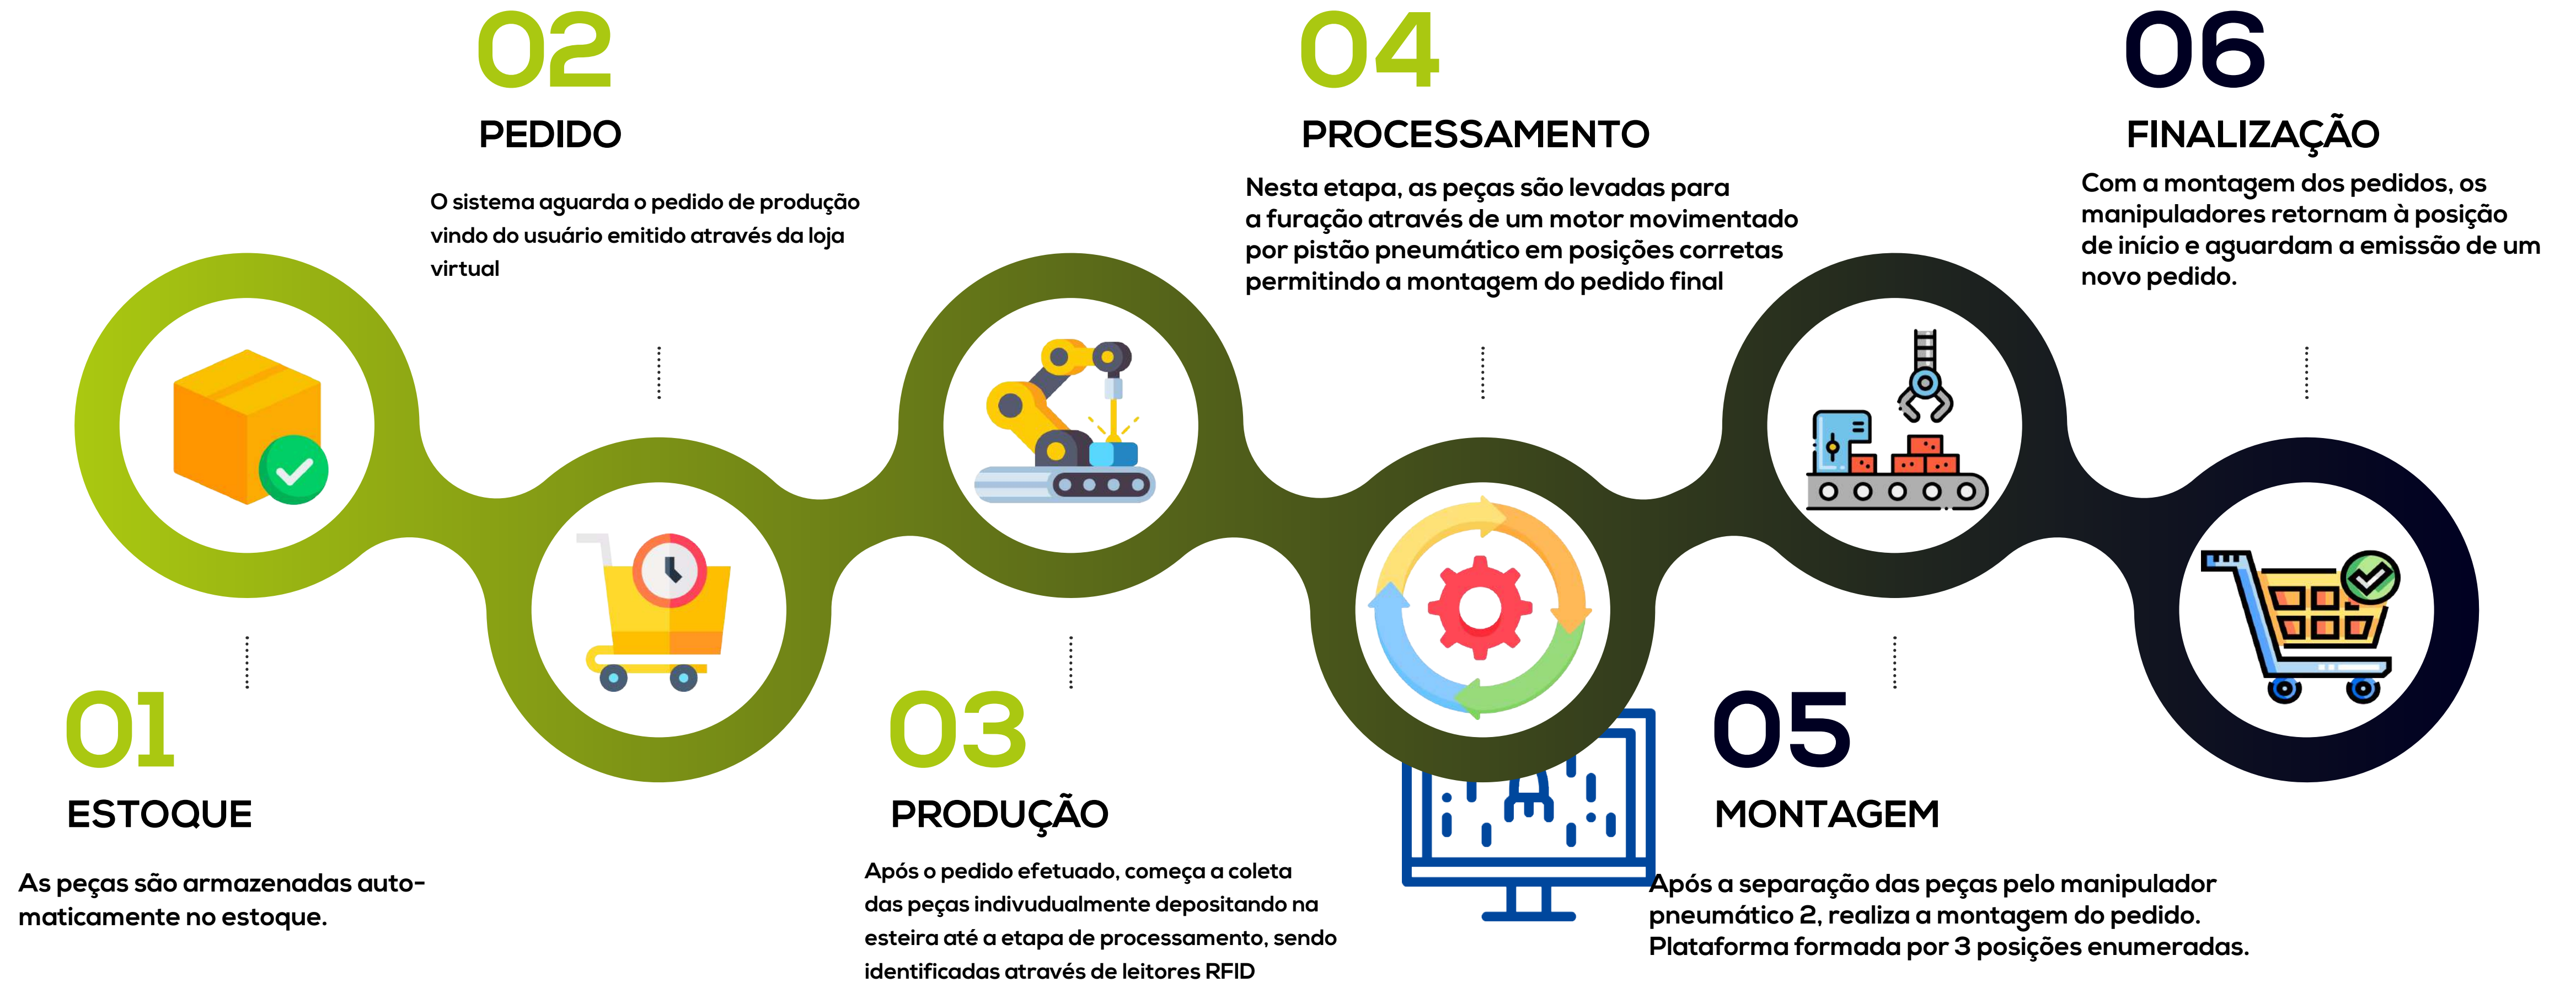 01
ESTOQUE
As peças são armazenadas auto-
maticamente no estoque.
02
PEDIDO
O sistema aguarda o pedido de produção
vindo do usuário emitido através da loja
virtual
03
PRODUÇÃO
Após o pedido efetuado, começa a coleta
das peças indivudualmente depositando na
esteira até a etapa de processamento, sendo
identificadas através de leitores RFID
04
PROCESSAMENTO
Nesta etapa, as peças são levadas para
a furação através de um motor movimentado
por pistão pneumático em posições corretas
permitindo a montagem do pedido final
05
MONTAGEM
Após a separação das peças pelo manipulador
pneumático 2, realiza a montagem do pedido.
Plataforma formada por 3 posições enumeradas.
06
FINALIZAÇÃO
Com a montagem dos pedidos, os
manipuladores retornam à posição
de início e aguardam a emissão de um
novo pedido.